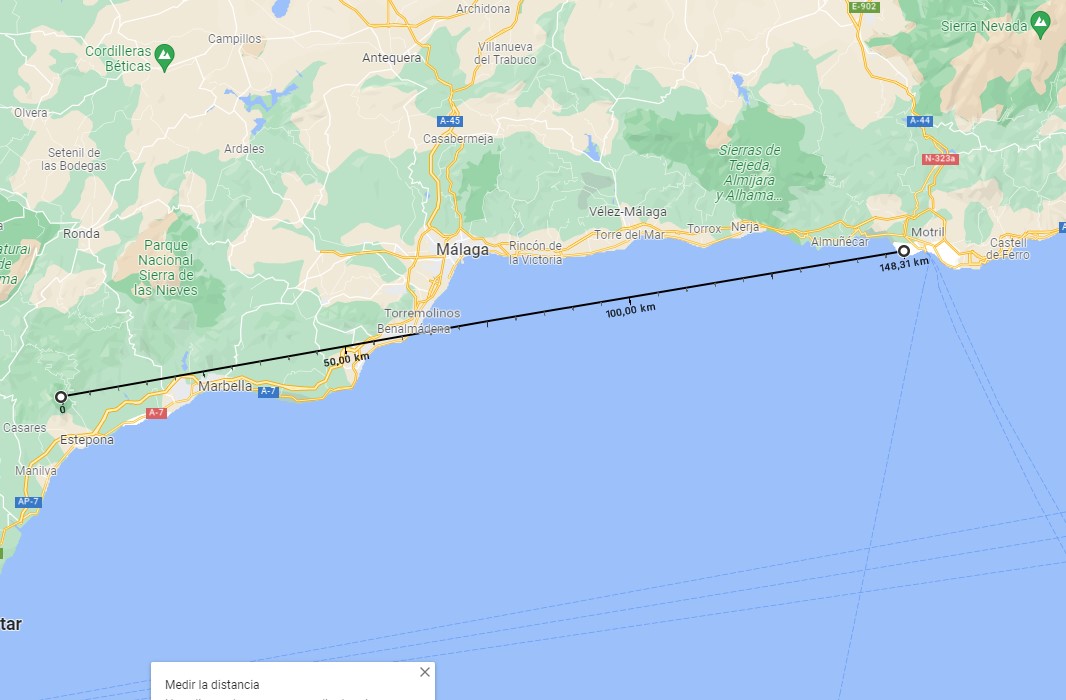 Archidona
E-902
Sierra Nevada
Campillos
Cordilleras
Béticas
Villanueva
del Trabuco
Antequera
Olvera
A-45
A-44
Casabermeja
Setenil de
las Bodegas
Ardales
Sierras de
Tejeda,
Almijara
y Alhama...
N-323a
Vélez-Málaga
Ronda
Torrox
Nerja
Torre del Mar
Motril
Almuñécar
Málaga
Rincón de
la Victoria
Castell
de Ferro
Parque
Nacional
Sierra de
las Nieves
atural
de
ma
148,31 km
100,00 km
Torremolinos
Benalmádena
50,00 km
Marbella
A-7
0
A-7
Casares
Estepona
Manilva
AP-7
tar
Medir la distancia